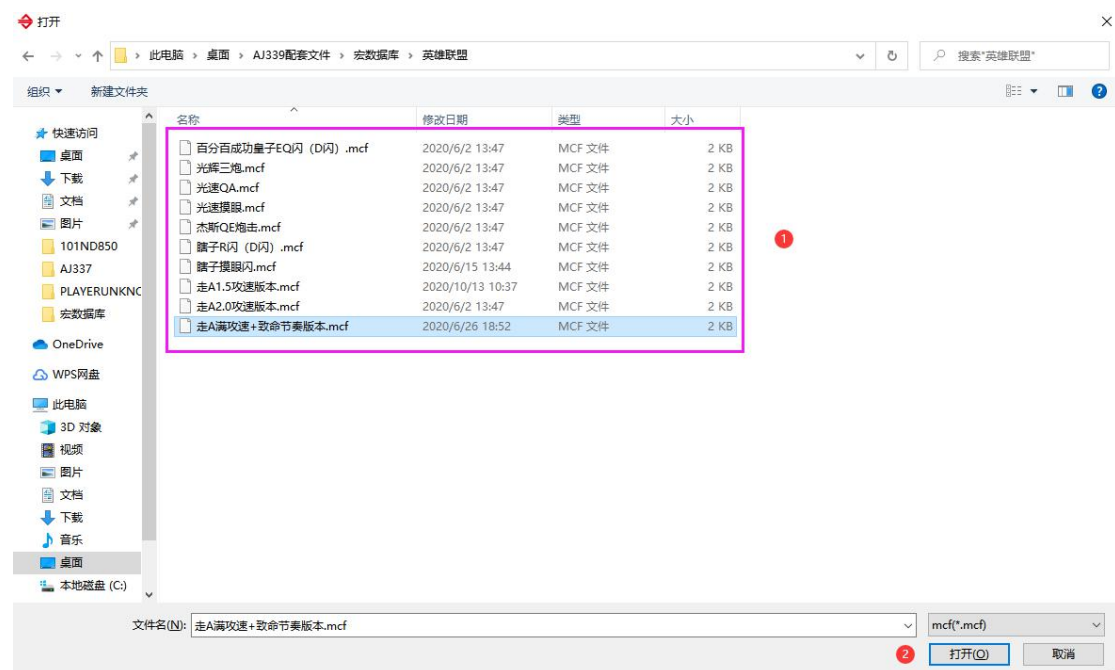 打开
此电脑 › 桌面 › AJ339配套文件 › 宏数据库 › 英雄联盟
搜索"英雄联盟"
组织 新建文件夹
名称 修改日期 类型 大小
快速访问
桌面
下载
文档
图片
101ND850
AJ337
PLAYERUNKNC
宏数据库
OneDrive
WPS网盘
此电脑
3D 对象
视频
图片
文档
下载
音乐
桌面
本地磁盘 (C:)
百分百成功皇子EQ闪（D闪）.mcf 2020/6/2 13:47 MCF 文件 2 KB
光辉三炮.mcf 2020/6/2 13:47 MCF 文件 2 KB
光速QA.mcf 2020/6/2 13:47 MCF 文件 2 KB
光速摸眼.mcf 2020/6/2 13:47 MCF 文件 2 KB
杰斯QE炮击.mcf 2020/6/2 13:47 MCF 文件 2 KB
瞎子R闪（D闪）.mcf 2020/6/2 13:47 MCF 文件 2 KB
瞎子摸眼闪.mcf 2020/6/15 13:44 MCF 文件 2 KB
走A1.5攻速版本.mcf 2020/10/13 10:37 MCF 文件 2 KB
走A2.0攻速版本.mcf 2020/6/2 13:47 MCF 文件 2 KB
走A满攻速+致命节奏版本.mcf 2020/6/26 18:52 MCF 文件 2 KB
1
文件名(N): 走A满攻速+致命节奏版本.mcf mcf(*.mcf)
2 打开(O) 取消